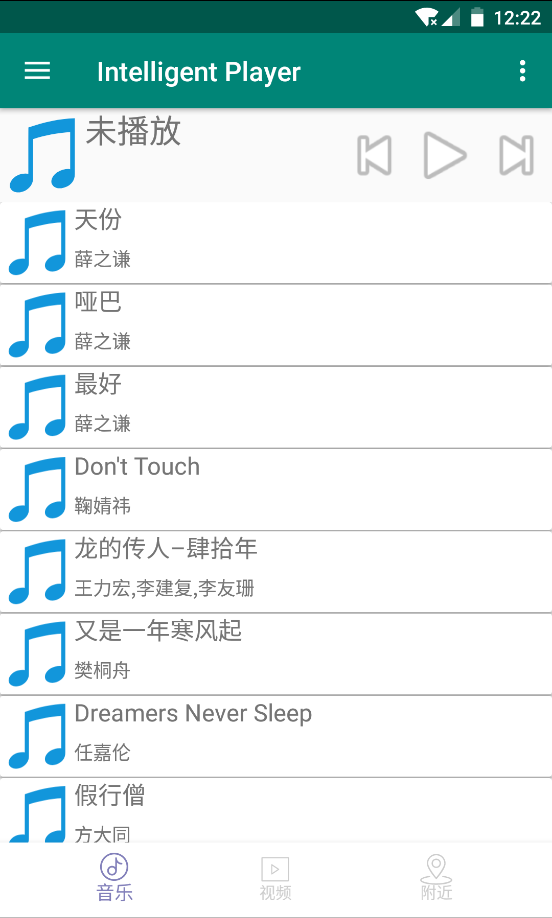 12:22
Intelligent Player
未播放
天份
薛之谦
哑巴
薛之谦
最好
薛之谦
Don't Touch
鞠婧祎
龙的传人-肆拾年
王力宏,李建复,李友珊
又是一年寒风起
樊桐舟
Dreamers Never Sleep
任嘉伦
假行僧
方大同
音乐
视频
附近